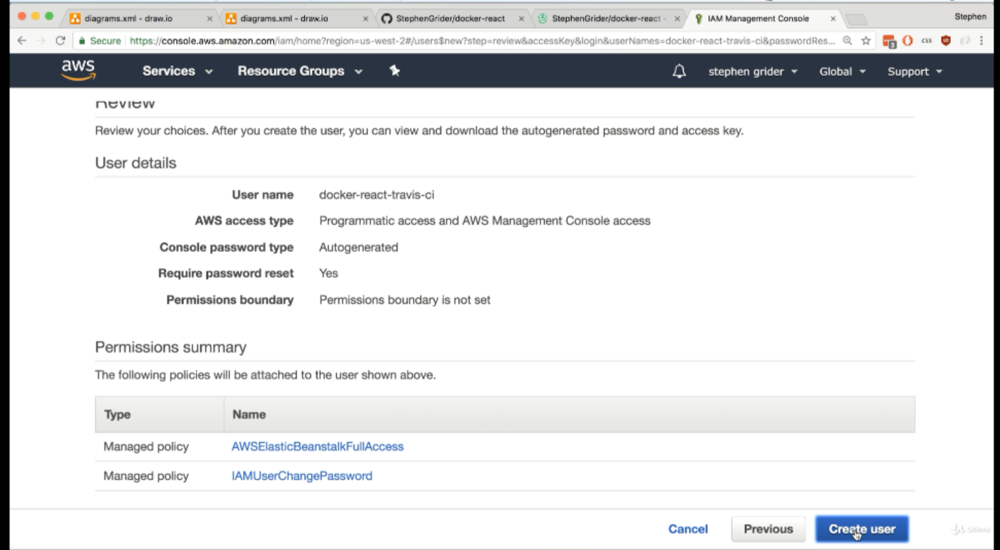 diagrams.xml - draw.io
diagrams.xml - draw.io
StephenGrider/docker-react
StephenGrider/docker-react -
IAM Management Console
Stephen
Secure https://console.aws.amazon.com/iam/home?region=us-west-2#/users$new?step=review&accessKey&login&userNames=docker-react-travis-ci&passwordRes...
3
css
aws
Services
Resource Groups
stephen grider
Global
Support
Review
Review your choices. After you create the user, you can view and download the autogenerated password and access key.
User details
User name docker-react-travis-ci
AWS access type Programmatic access and AWS Management Console access
Console password type Autogenerated
Require password reset Yes
Permissions boundary Permissions boundary is not set
Permissions summary
The following policies will be attached to the user shown above.
Type Name
Managed policy AWSElasticBeanstalkFullAccess
Managed policy IAMUserChangePassword
Cancel
Previous
Create user
Udemy